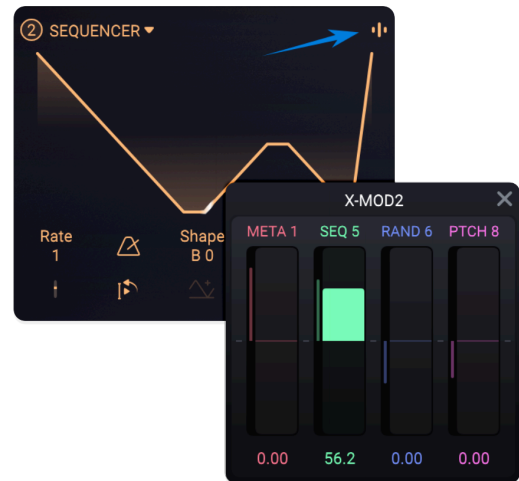 2 SEQUENCER
Rate
1
Shape
B 0
X-MOD2
META 1 SEQ 5 RAND 6 PTCH 8
0.00 56.2 0.00 0.00